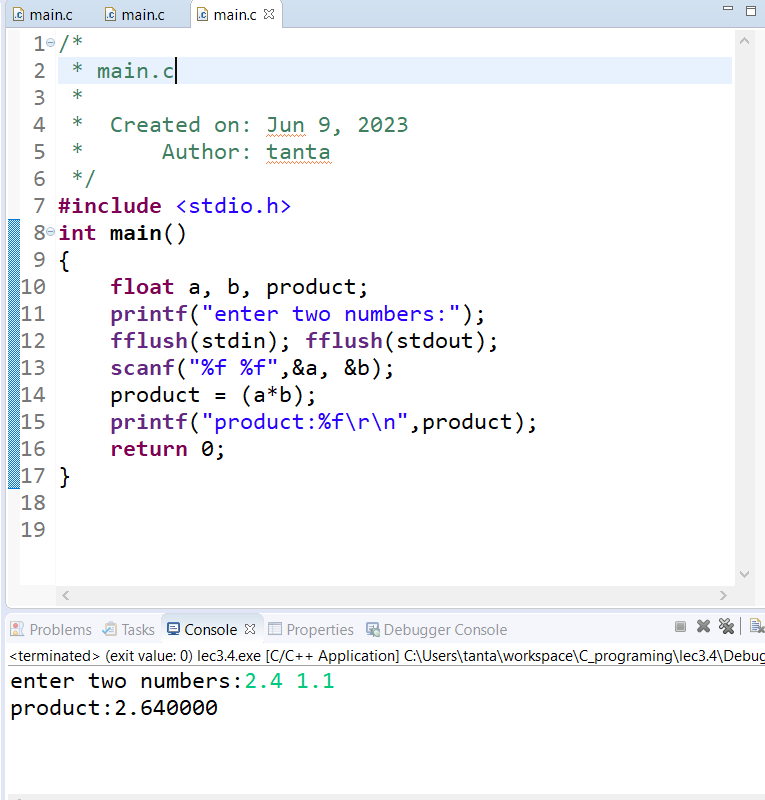 main.c main.c main.c
1 /*
2  * main.c
3  *
4  *  Created on: Jun 9, 2023
5  *      Author: tanta
6  */
7 #include <stdio.h>
8 int main()
9 {
10     float a, b, product;
11     printf("enter two numbers:");
12     fflush(stdin); fflush(stdout);
13     scanf("%f %f",&a, &b);
14     product = (a*b);
15     printf("product:%f\r\n",product);
16     return 0;
17 }
18
19
Problems Tasks Console Properties Debugger Console
<terminated> (exit value: 0) lec3.4.exe [C/C++ Application] C:\Users\tanta\workspace\C_programing\lec3.4\Debug
enter two numbers:2.4 1.1
product:2.640000